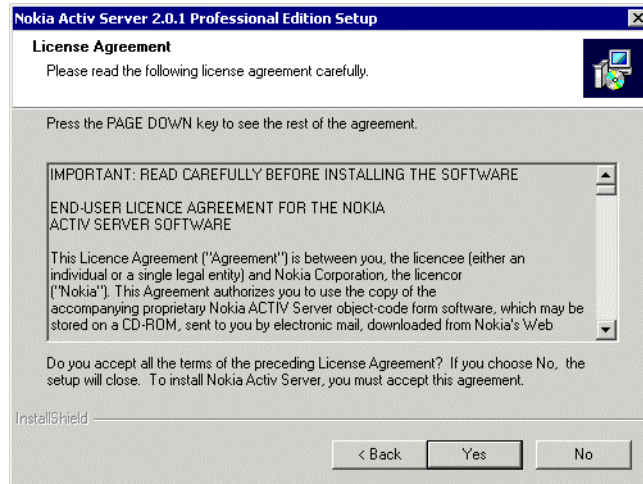 Nokia Activ Server 2.0.1 Professional Edition Setup
License Agreement
Please read the following license agreement carefully.
Press the PAGE DOWN key to see the rest of the agreement.
IMPORTANT: READ CAREFULLY BEFORE INSTALLING THE SOFTWARE
END-USER LICENCE AGREEMENT FOR THE NOKIA
ACTIV SERVER SOFTWARE
This Licence Agreement ("Agreement") is between you, the licencee (either an
individual or a single legal entity) and Nokia Corporation, the licencor
("Nokia"). This Agreement authorizes you to use the copy of the
accompanying proprietary Nokia ACTIV Server object-code form software, which may be
stored on a CD-ROM, sent to you by electronic mail, downloaded from Nokia's Web
Do you accept all the terms of the preceding License Agreement? If you choose No, the
setup will close. To install Nokia Activ Server, you must accept this agreement.
InstallShield
< Back Yes No